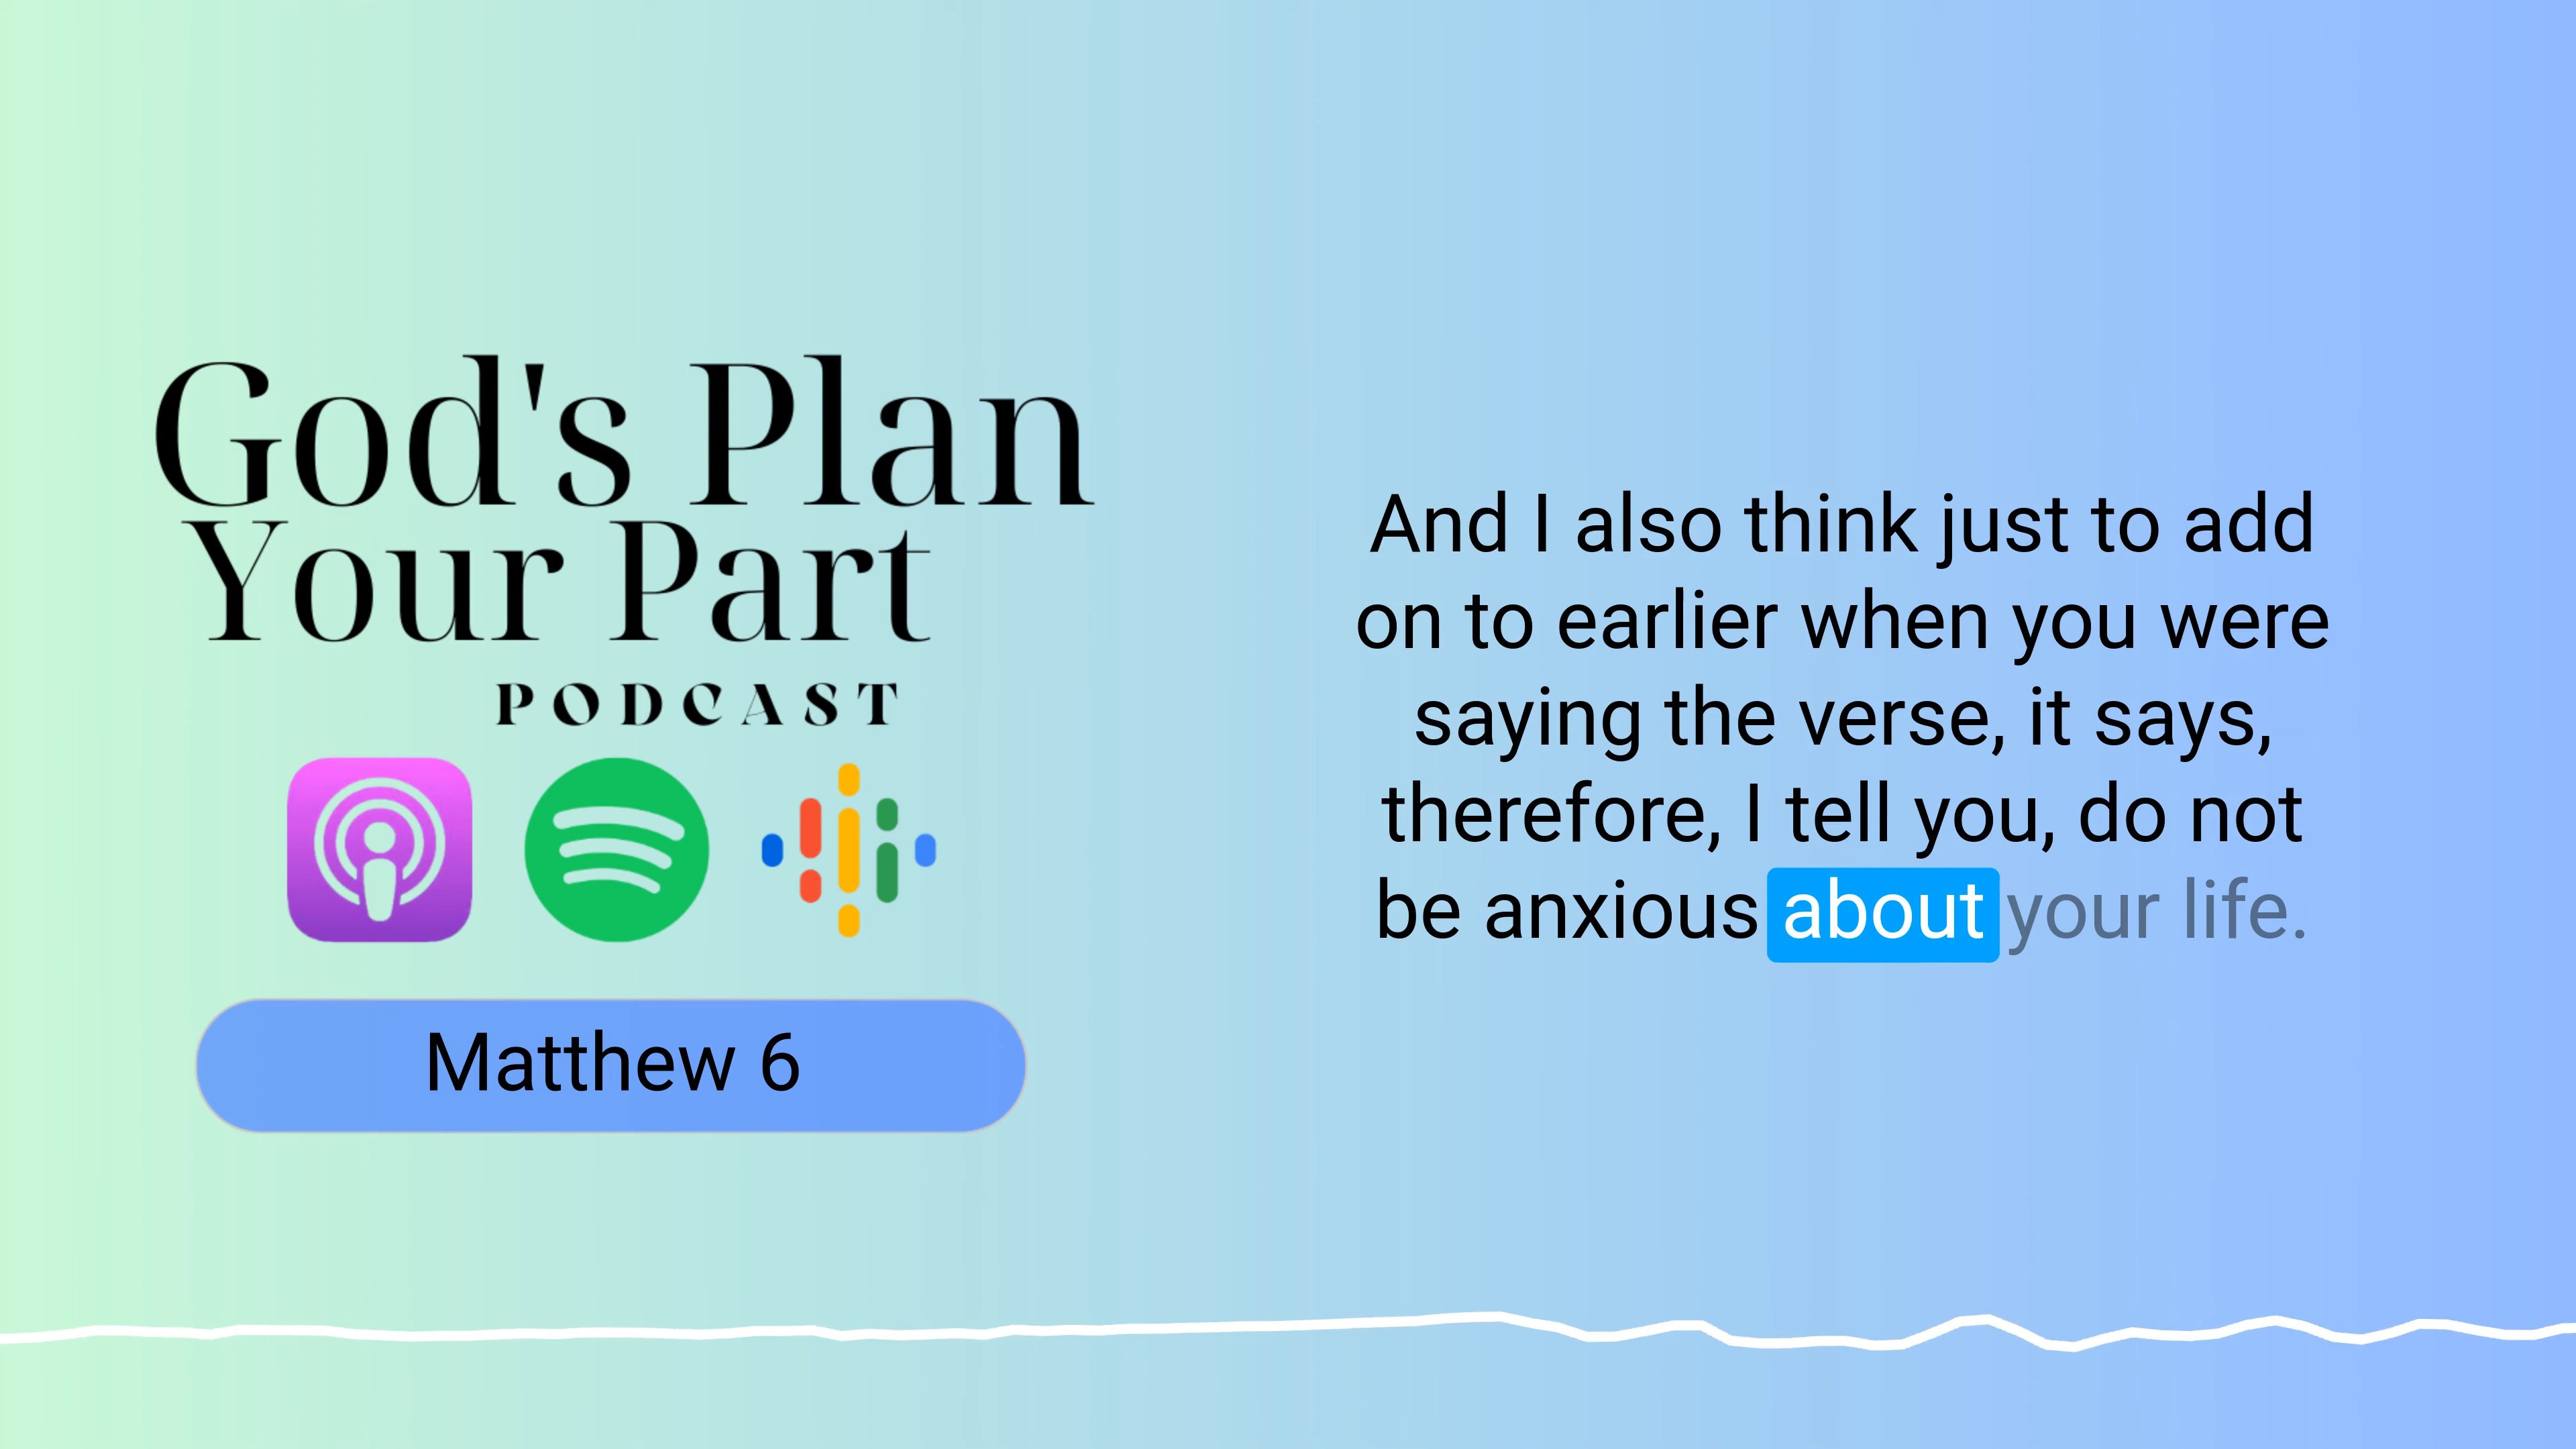 God's Plan
Your Part
PODCAST
Matthew 6
And I also think just to add
on to earlier when you were
saying the verse, it says,
therefore, I tell you, do not
be anxious about your life.